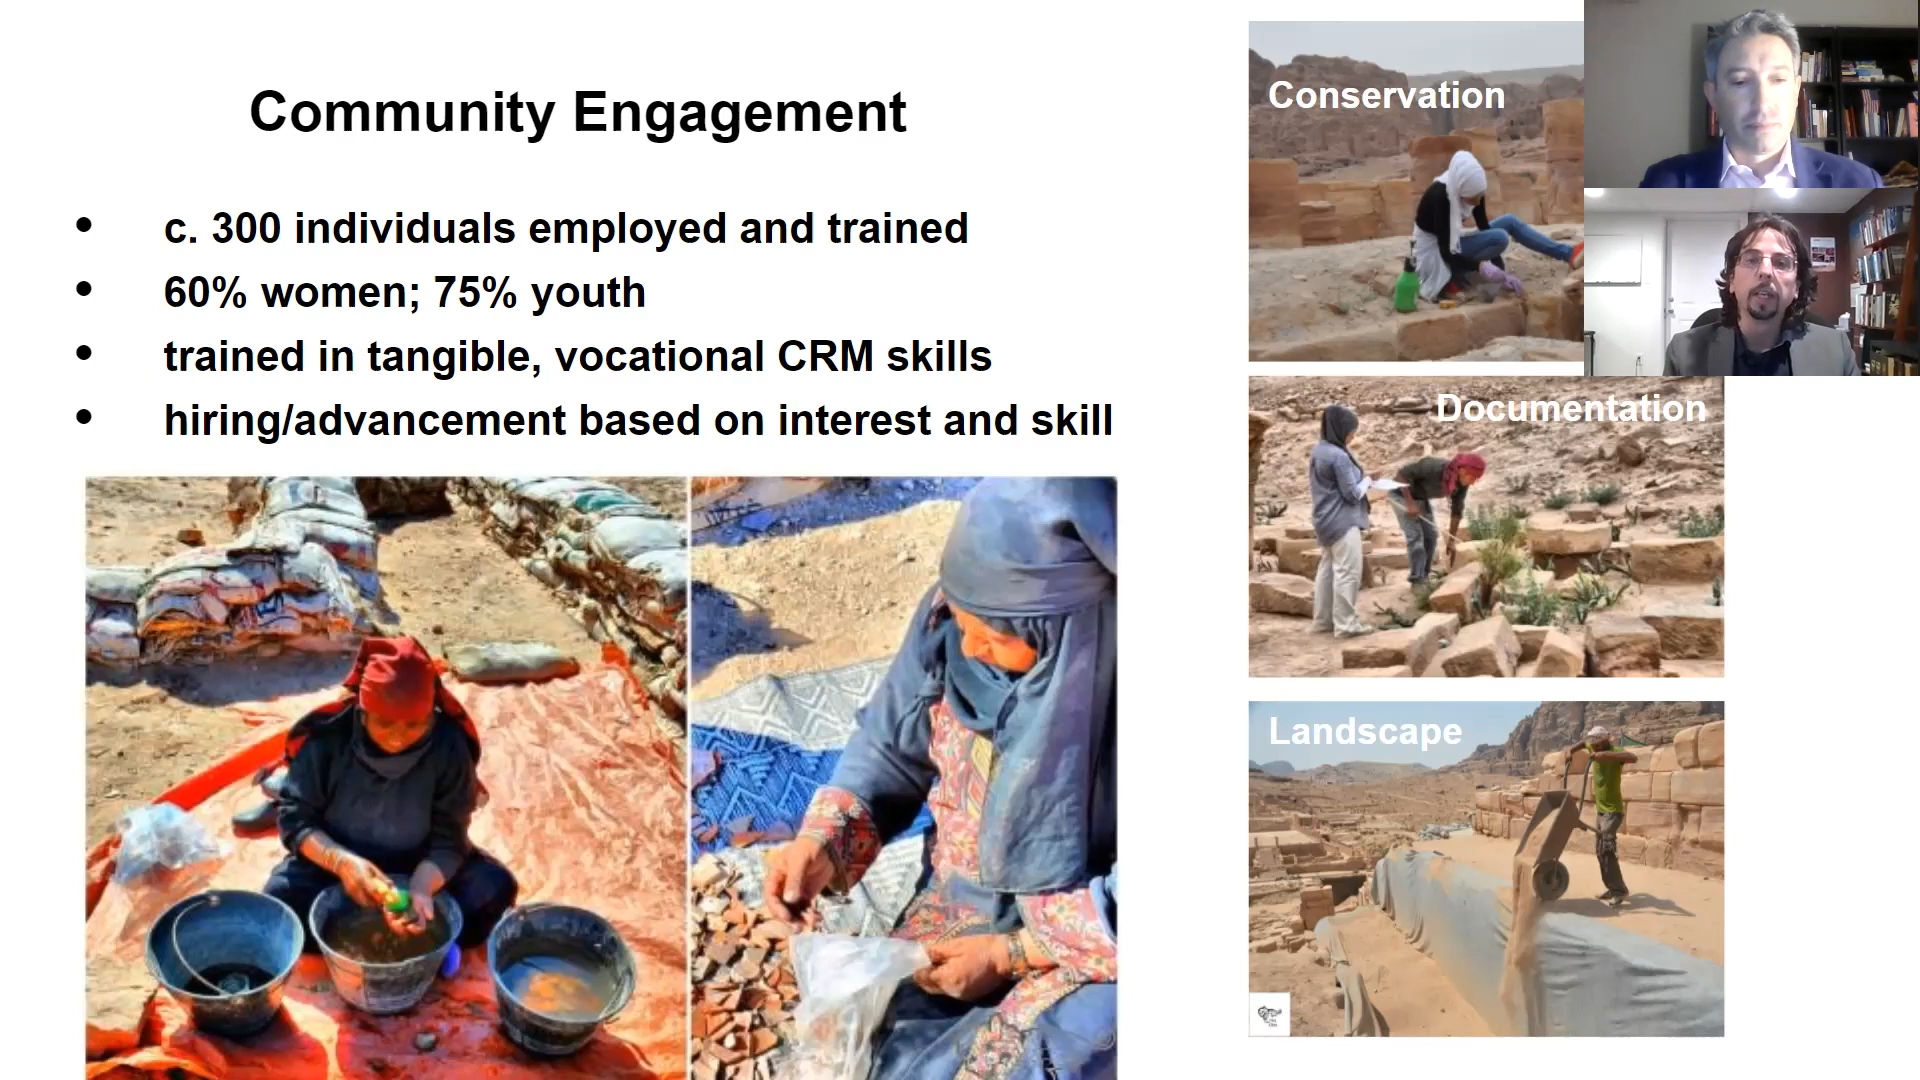 Community Engagement
• c. 300 individuals employed and trained
• 60% women; 75% youth
• trained in tangible, vocational CRM skills
• hiring/advancement based on interest and skill
Conservation
Documentation
Landscape